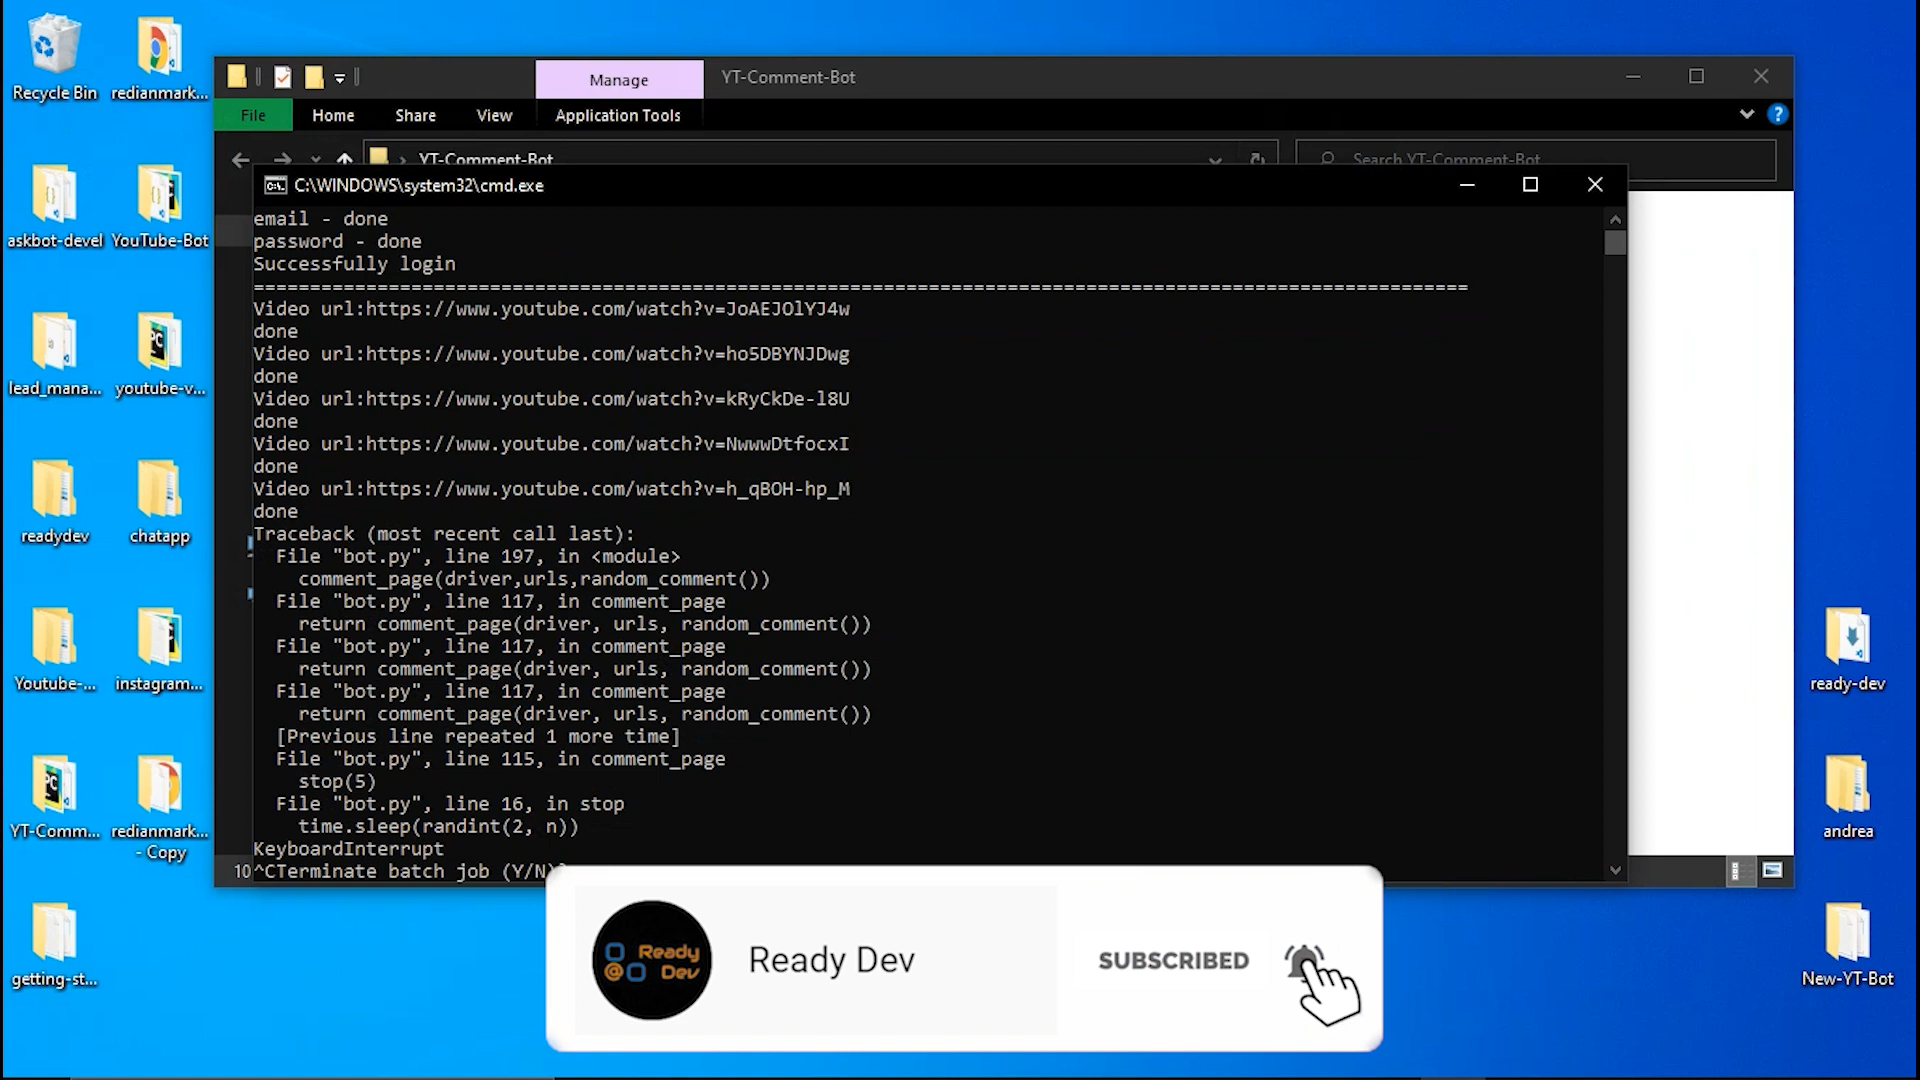 Recycle Bin
redianmark...
askbot-devel
YouTube-Bot
lead_mana...
youtube-v...
readydev
chatapp
Youtube-...
instagram...
YT-Comm...
redianmark...
- Copy
getting-st...
Manage
YT-Comment-Bot
File
Home
Share
View
Application Tools
YT-Comment-Bot
Search YT-Comment-Bot
C:\WINDOWS\system32\cmd.exe
email - done
password - done
Successfully login
============================================================================================================
Video url:https://www.youtube.com/watch?v=JoAEJOlYJ4w
done
Video url:https://www.youtube.com/watch?v=ho5DBYNJDwg
done
Video url:https://www.youtube.com/watch?v=kRyCkDe-l8U
done
Video url:https://www.youtube.com/watch?v=NwwwDtfocxI
done
Video url:https://www.youtube.com/watch?v=h_qBOH-hp_M
done
Traceback (most recent call last):
File "bot.py", line 197, in <module>
comment_page(driver,urls,random_comment())
File "bot.py", line 117, in comment_page
return comment_page(driver, urls, random_comment())
File "bot.py", line 117, in comment_page
return comment_page(driver, urls, random_comment())
File "bot.py", line 117, in comment_page
return comment_page(driver, urls, random_comment())
[Previous line repeated 1 more time]
File "bot.py", line 115, in comment_page
stop(5)
File "bot.py", line 16, in stop
time.sleep(randint(2, n))
KeyboardInterrupt
^CTerminate batch job (Y/N)?
10
Ready Dev
Ready Dev
SUBSCRIBED
ready-dev
andrea
New-YT-Bot